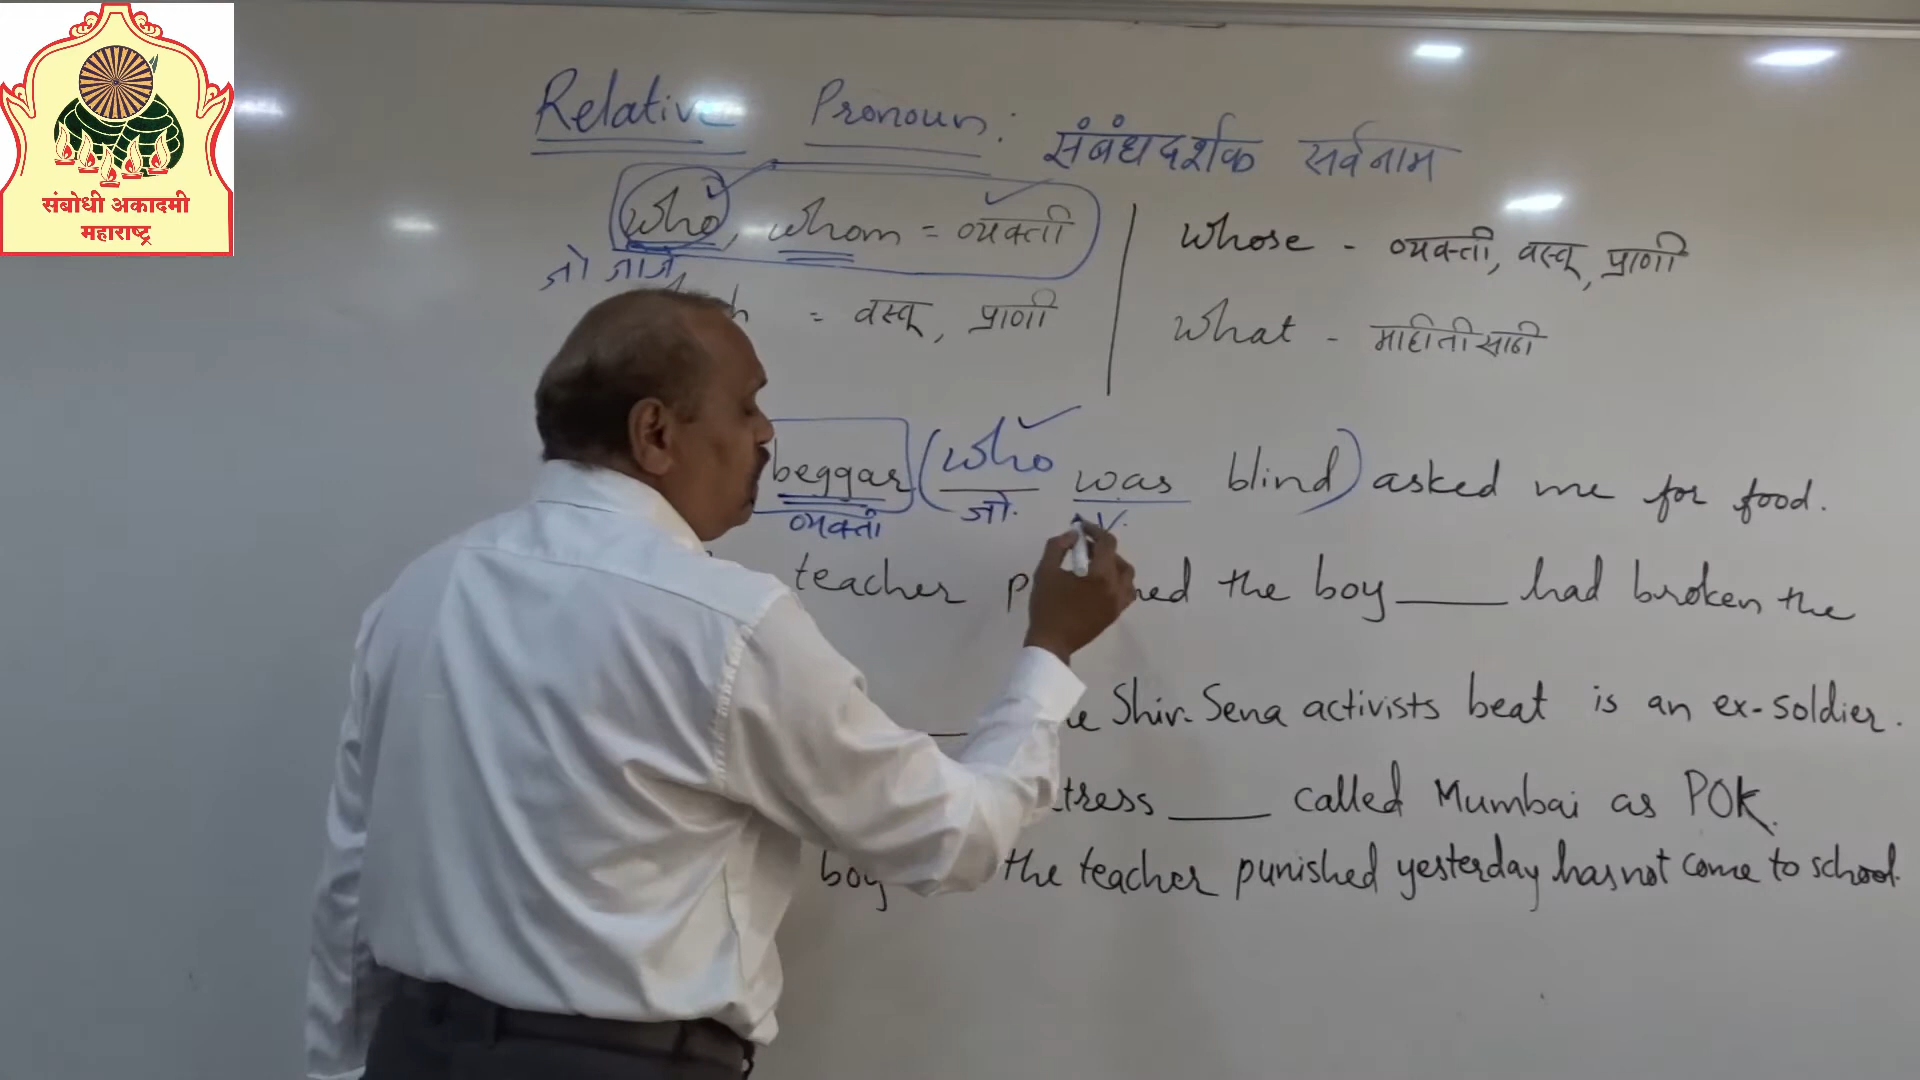 संबोधी अकादमी
महाराष्ट्र
Relative Pronoun: संबंधदर्शक सर्वनाम
who, whom = व्यक्ती
जो
= वस्तू, प्राणी
whose - व्यक्ती, वस्तू, प्राणी
what - माहीतीसाठी
beggar (who was blind) asked me for food.
व्यक्ती जो. V.
teacher the boy ____ had broken the
Shiv. Sena activists beat is an ex-soldier.
____ called Mumbai as POK.
boy the teacher punished yesterday has not come to school.